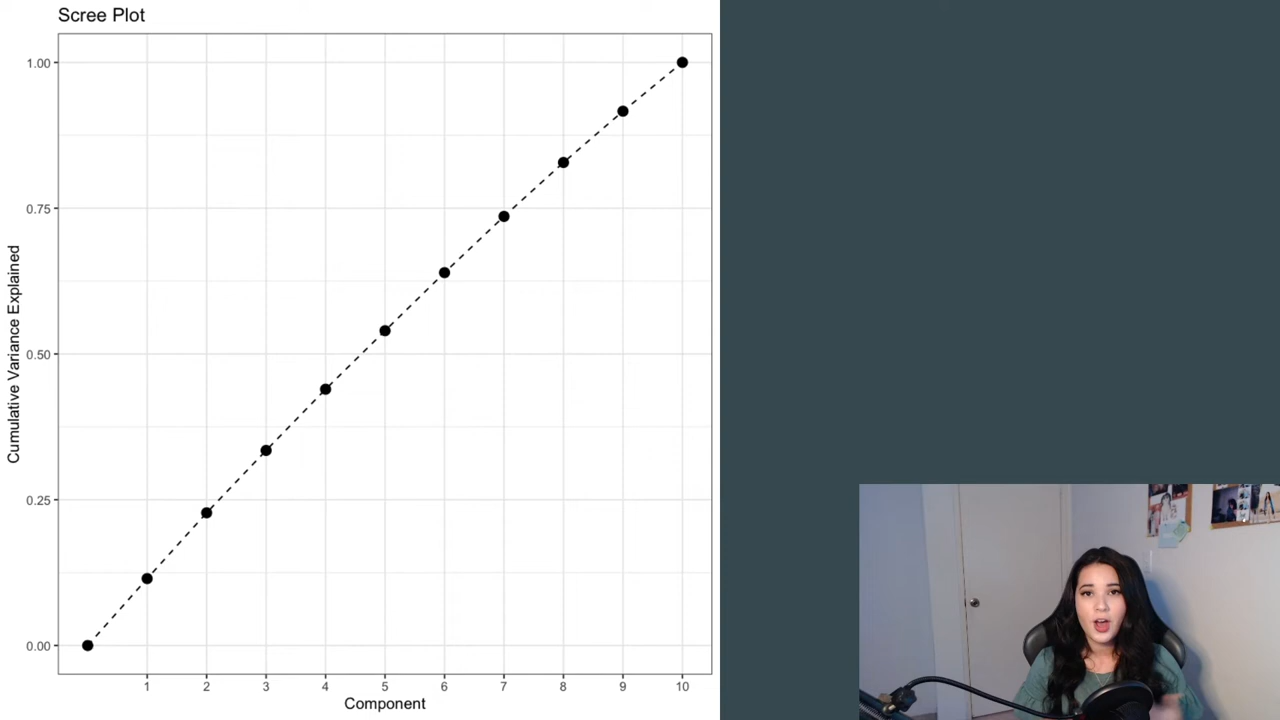 Scree Plot
1.00
0.75
0.50
0.25
0.00
Cumulative Variance Explained
1 2 3 4 5 6 7 8 9 10
Component